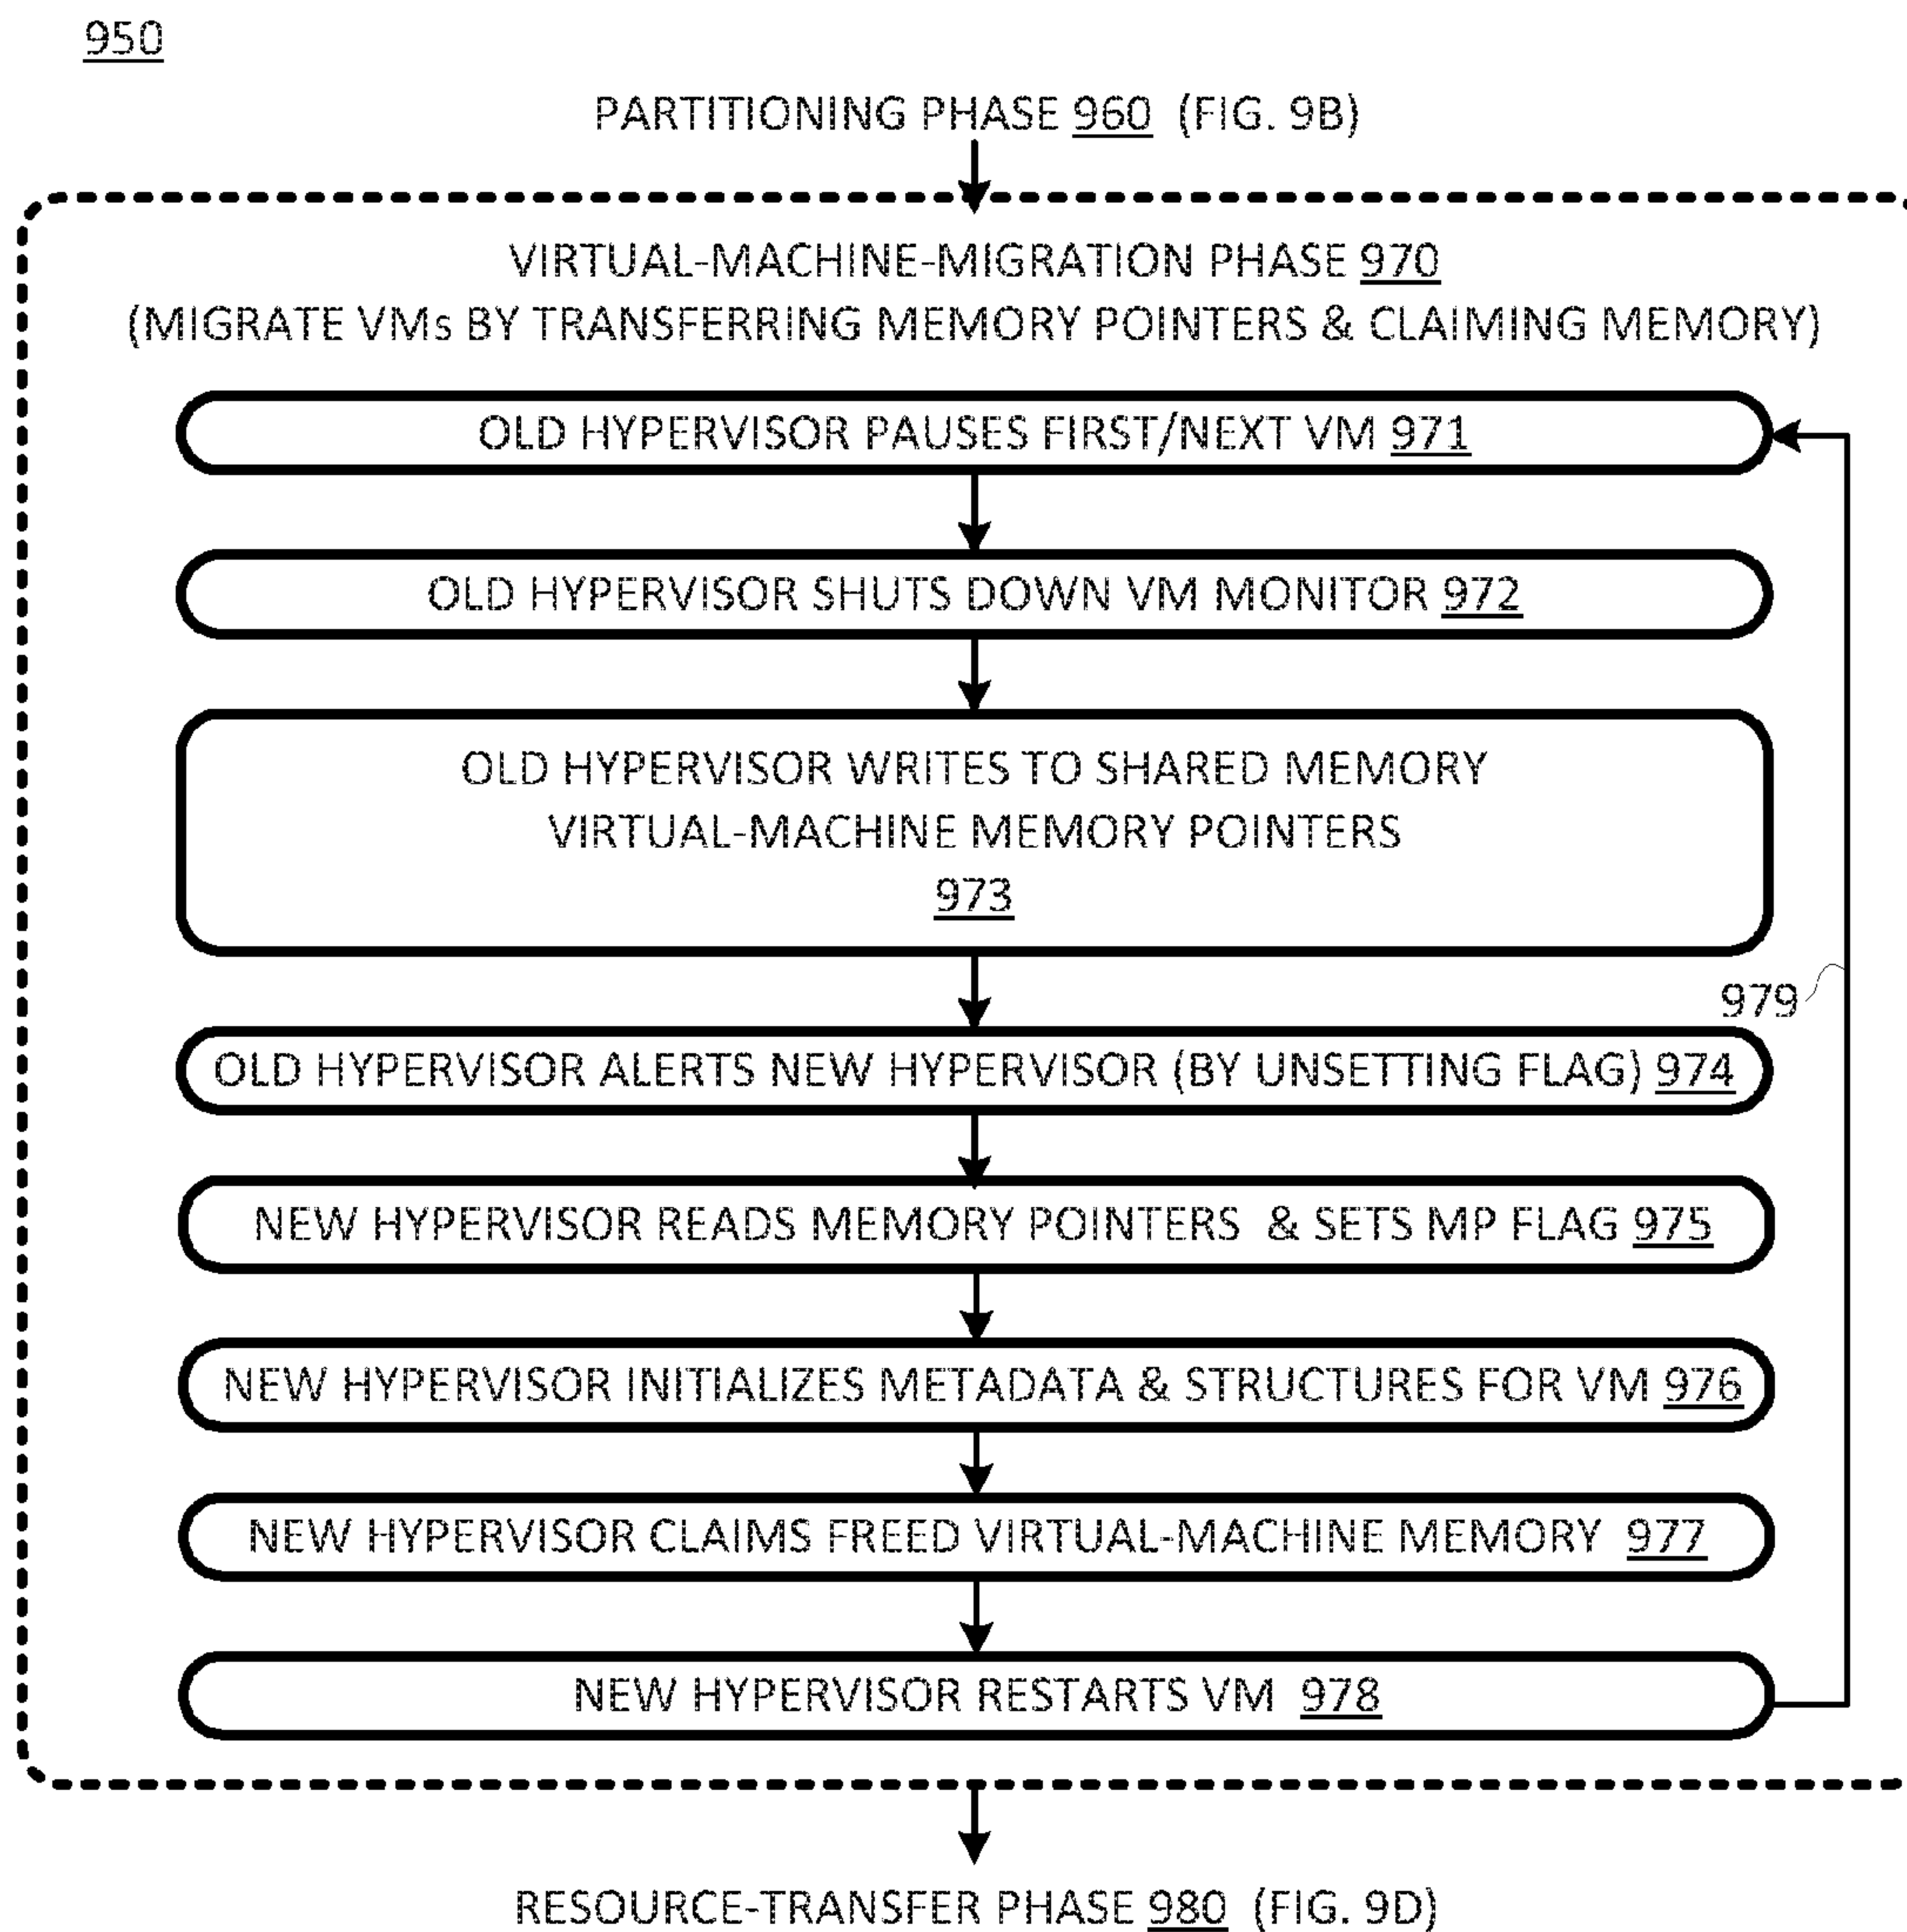 950
PARTITIONING PHASE 960 (FIG. 9B)
VIRTUAL-MACHINE-MIGRATION PHASE 970
(MIGRATE VMs BY TRANSFERRING MEMORY POINTERS & CLAIMING MEMORY)
OLD HYPERVISOR PAUSES FIRST/NEXT VM 971
OLD HYPERVISOR SHUTS DOWN VM MONITOR 972
OLD HYPERVISOR WRITES TO SHARED MEMORY
VIRTUAL-MACHINE MEMORY POINTERS
973
979
OLD HYPERVISOR ALERTS NEW HYPERVISOR (BY UNSETTING FLAG) 974
NEW HYPERVISOR READS MEMORY POINTERS & SETS MP FLAG 975
NEW HYPERVISOR INITIALIZES METADATA & STRUCTURES FOR VM 976
NEW HYPERVISOR CLAIMS FREED VIRTUAL-MACHINE MEMORY 977
NEW HYPERVISOR RESTARTS VM 978
RESOURCE-TRANSFER PHASE 980 (FIG. 9D)